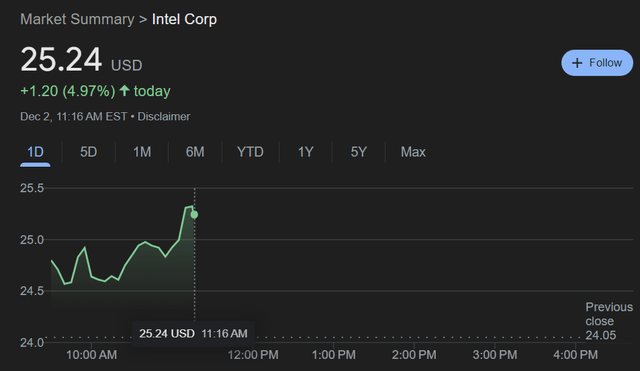 Market Summary > Intel Corp
25.24 USD
+ Follow
+1.20 (4.97%) ↑ today
Dec 2, 11:16 AM EST • Disclaimer
1D 5D 1M 6M YTD 1Y 5Y Max
25.5
25.0
24.5
24.0
Previous
close
24.05
25.24 USD 11:16 AM
10:00 AM 12:00 PM 1:00 PM 2:00 PM 3:00 PM 4:00 PM